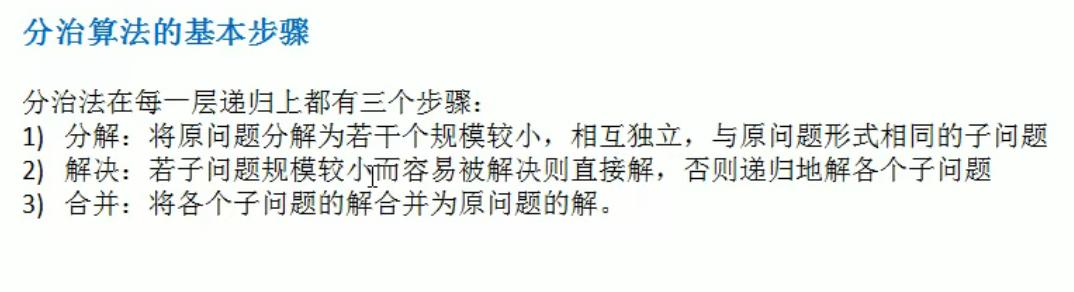 分治算法的基本步骤
分治法在每一层递归上都有三个步骤：
1) 分解：将原问题分解为若干个规模较小，相互独立，与原问题形式相同的子问题
2) 解决：若子问题规模较小而容易被解决则直接解，否则递归地解各个子问题
3) 合并：将各个子问题的解合并为原问题的解。